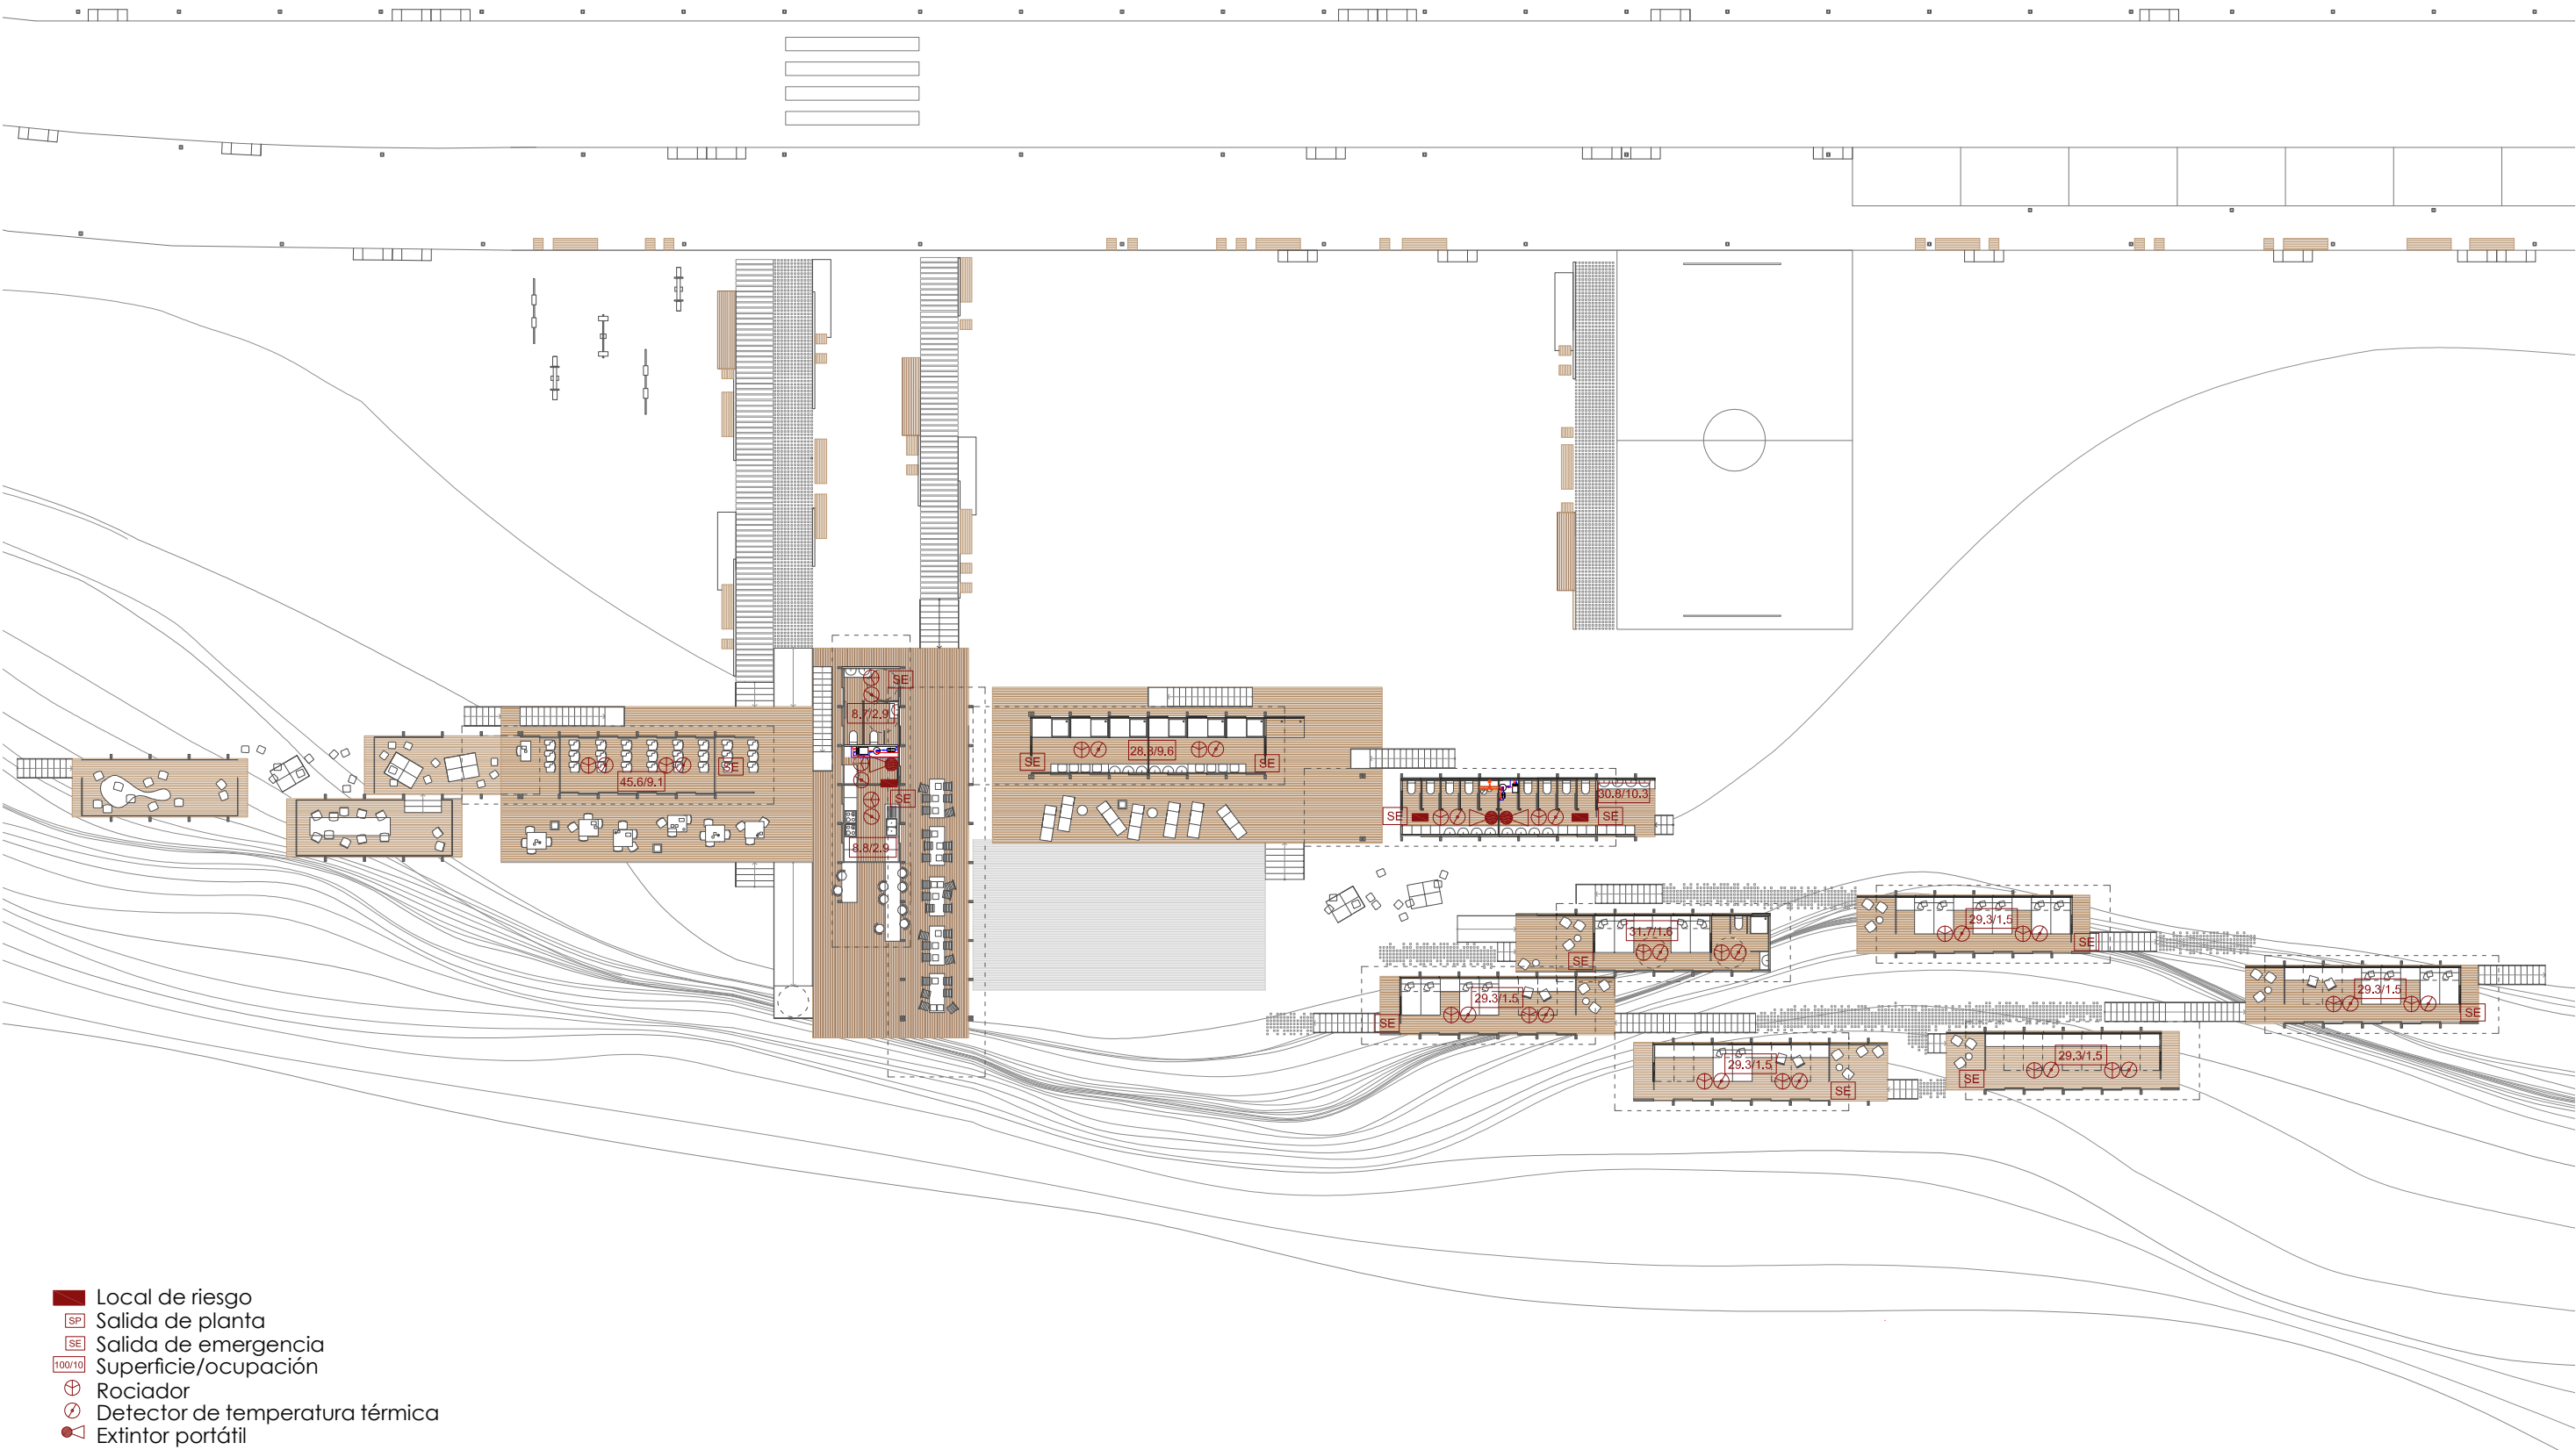 SE
8.7/2.9
28.8/9.6
SE
SE
45.6/9.1
SE
SE
30.8/10.3
SE
SE
8.8/2.9
29.3/1.5
31.7/1.6
SE
SE
29.3/1.5
29.3/1.5
SE
SE
29.3/1.5
29.3/1.5
SE
SE
Local de riesgo
SP Salida de planta
SE Salida de emergencia
100/10 Superficie/ocupación
Rociador
Detector de temperatura térmica
Extintor portátil